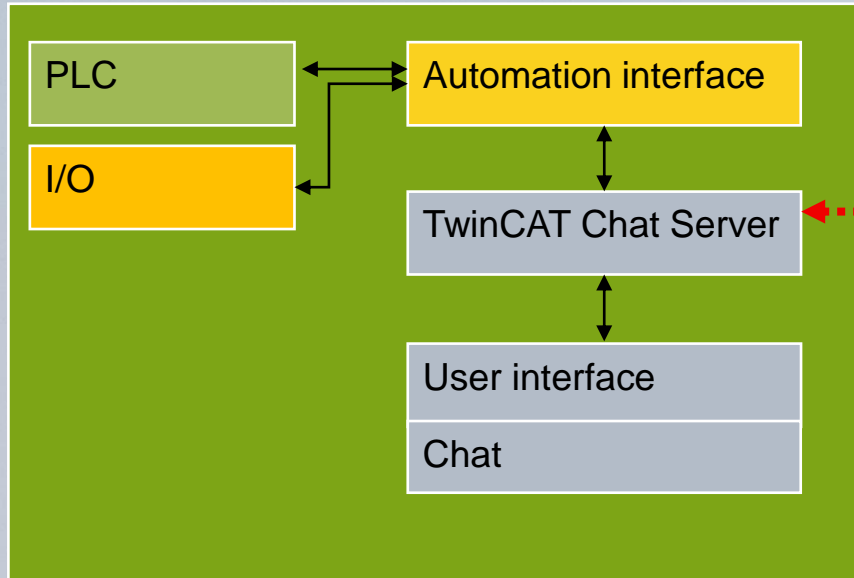 PLC
Automation interface
I/O
TwinCAT Chat Server
User interface
Chat